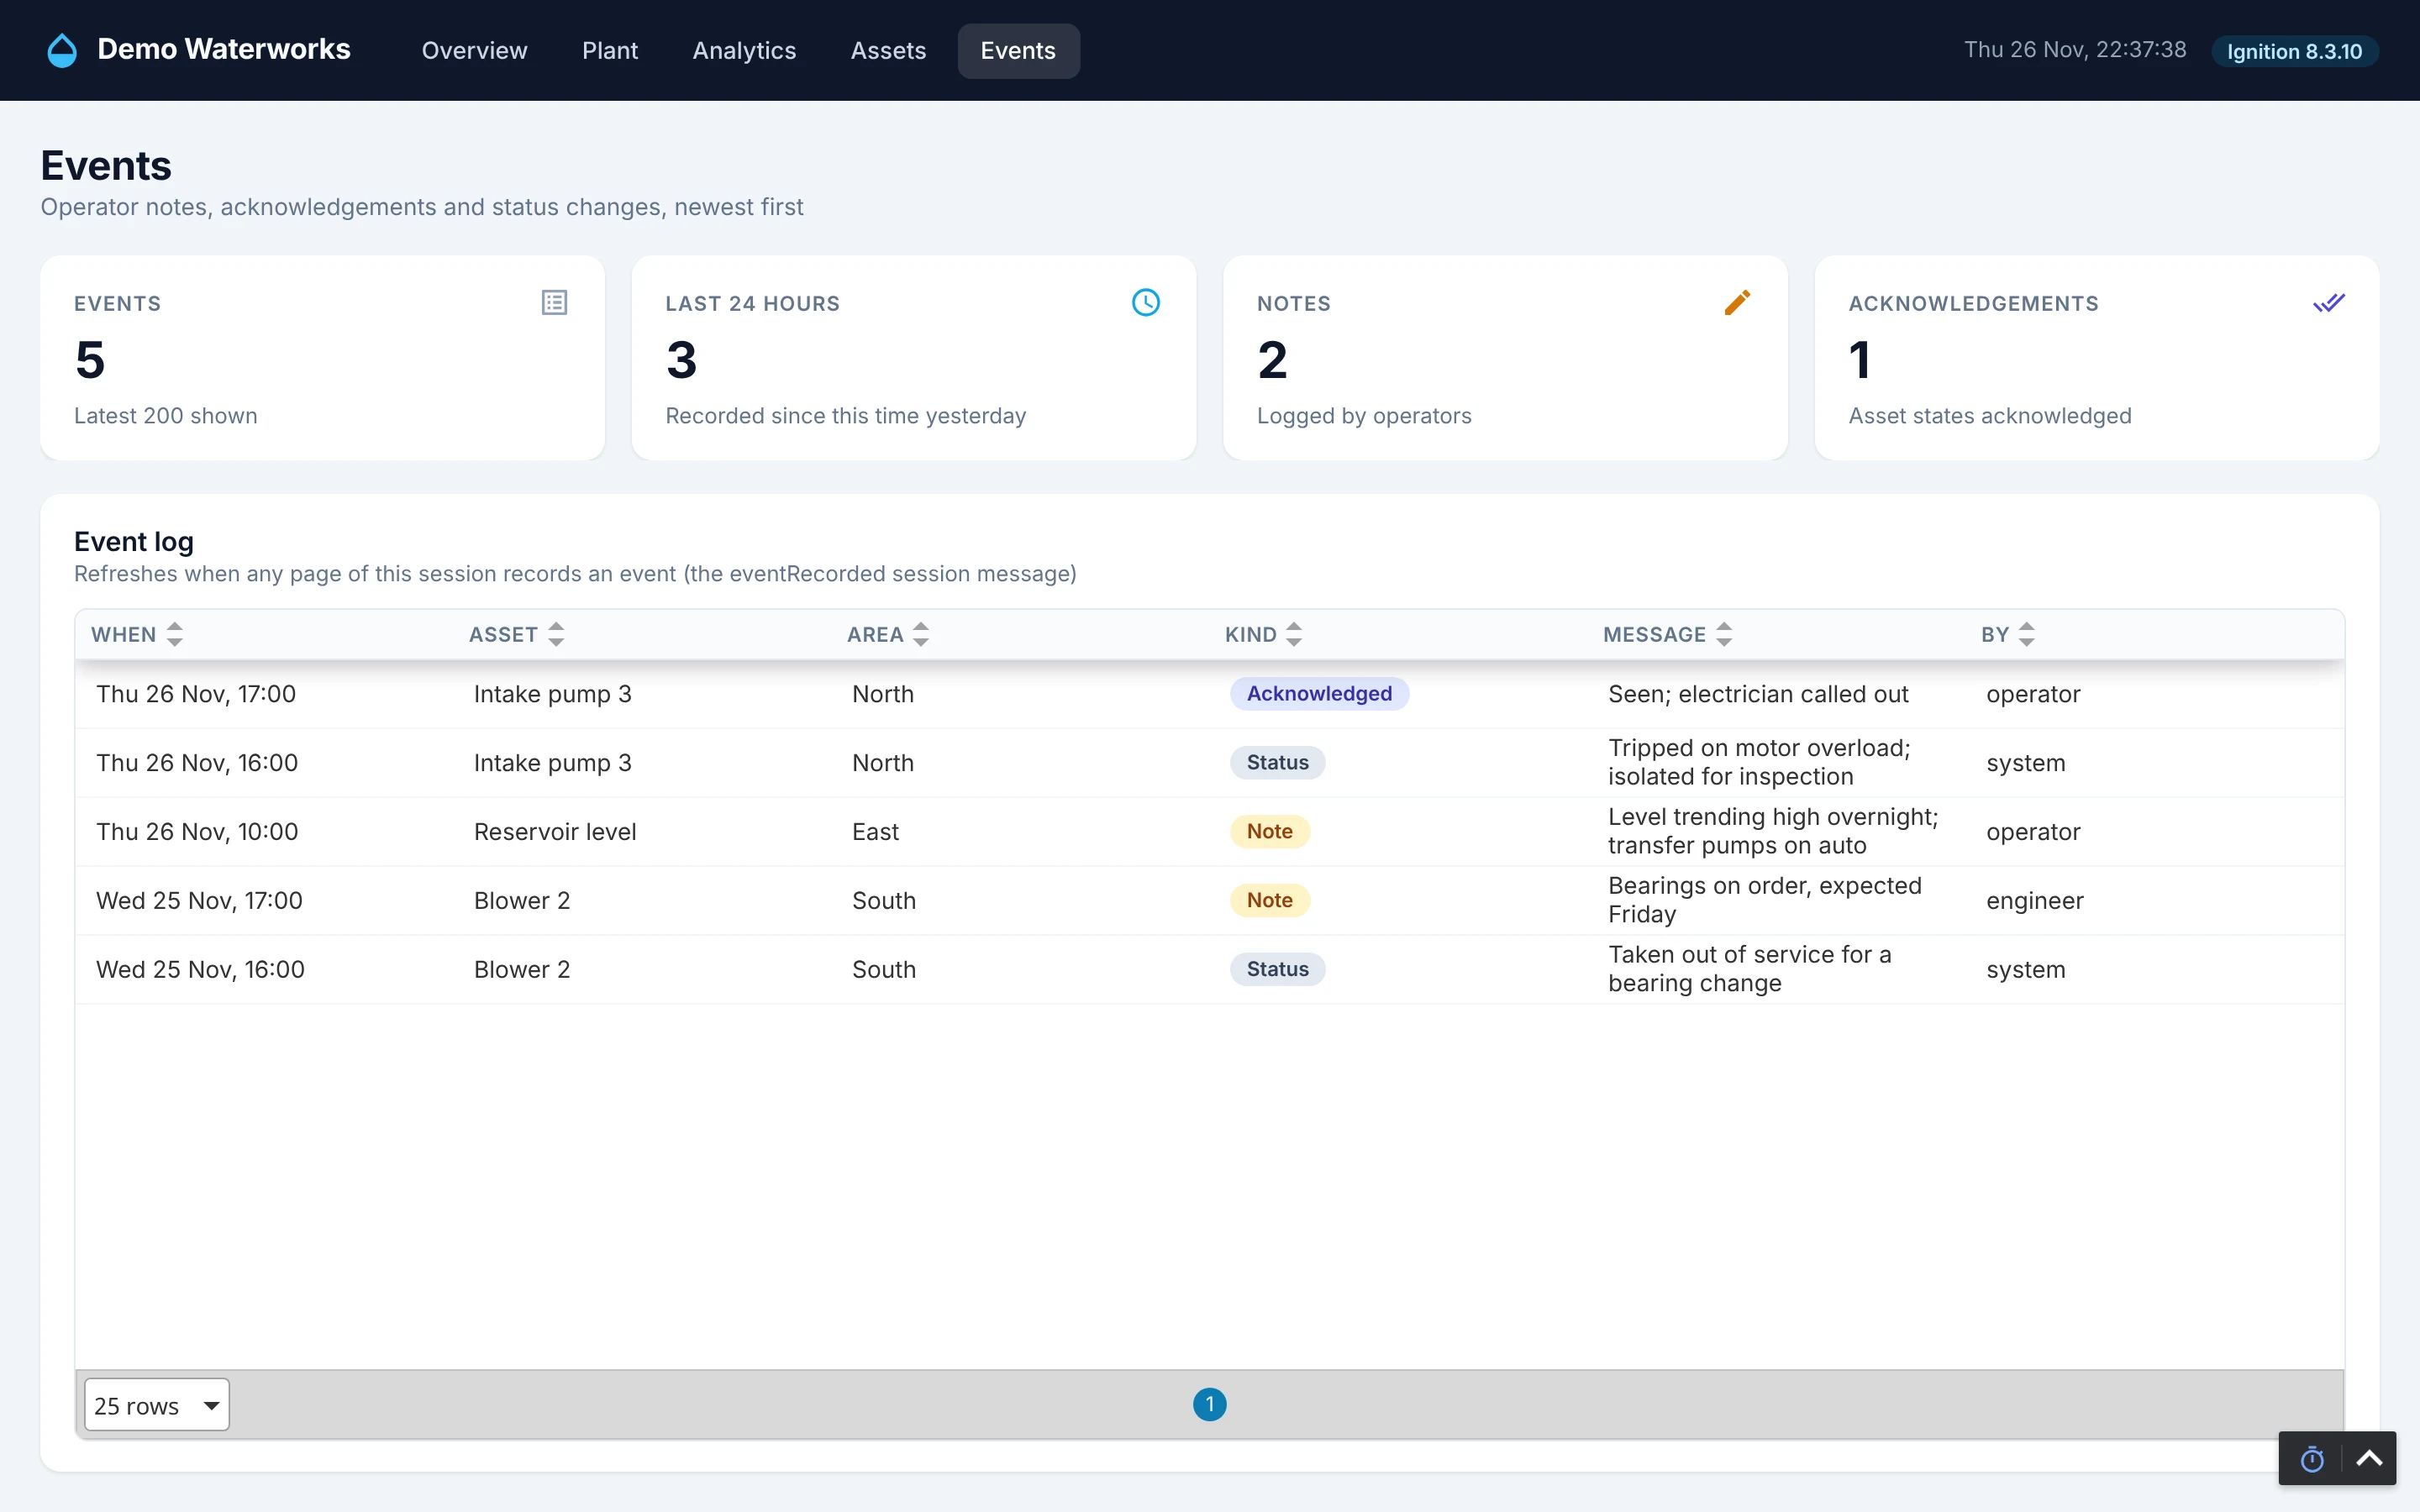 Demo Waterworks
Overview
Plant
Analytics
Assets
Events
Thu 26 Nov, 22:37:38
Ignition 8.3.10
Events
Operator notes, acknowledgements and status changes, newest first
EVENTS
5
Latest 200 shown
LAST 24 HOURS
3
Recorded since this time yesterday
NOTES
2
Logged by operators
ACKNOWLEDGEMENTS
1
Asset states acknowledged
Event log
Refreshes when any page of this session records an event (the eventRecorded session message)
WHEN ASSET AREA KIND MESSAGE BY
Thu 26 Nov, 17:00 Intake pump 3 North Acknowledged Seen; electrician called out operator
Thu 26 Nov, 16:00 Intake pump 3 North Status Tripped on motor overload;
isolated for inspection system
Thu 26 Nov, 10:00 Reservoir level East Note Level trending high overnight;
transfer pumps on auto operator
Wed 25 Nov, 17:00 Blower 2 South Note Bearings on order, expected
Friday engineer
Wed 25 Nov, 16:00 Blower 2 South Status Taken out of service for a
bearing change system
25 rows
1